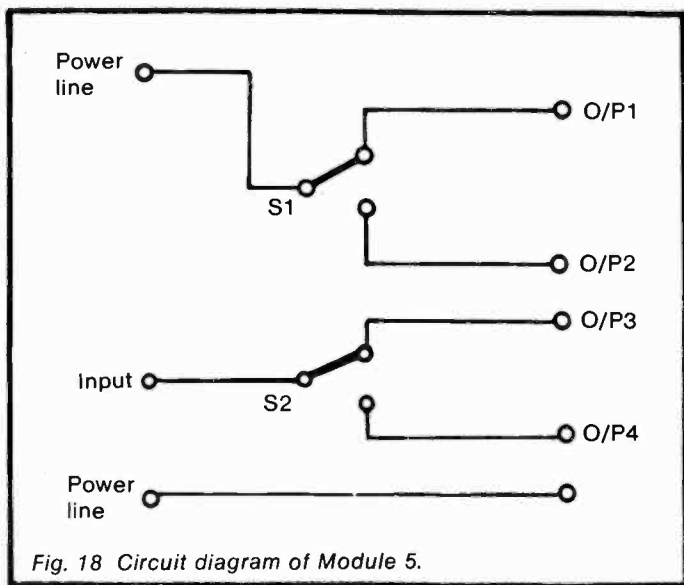 Power
line
O/P1
S1
O/P2
O/P3
Input
S2
O/P4
Power
line
Fig. 18 Circuit diagram of Module 5.